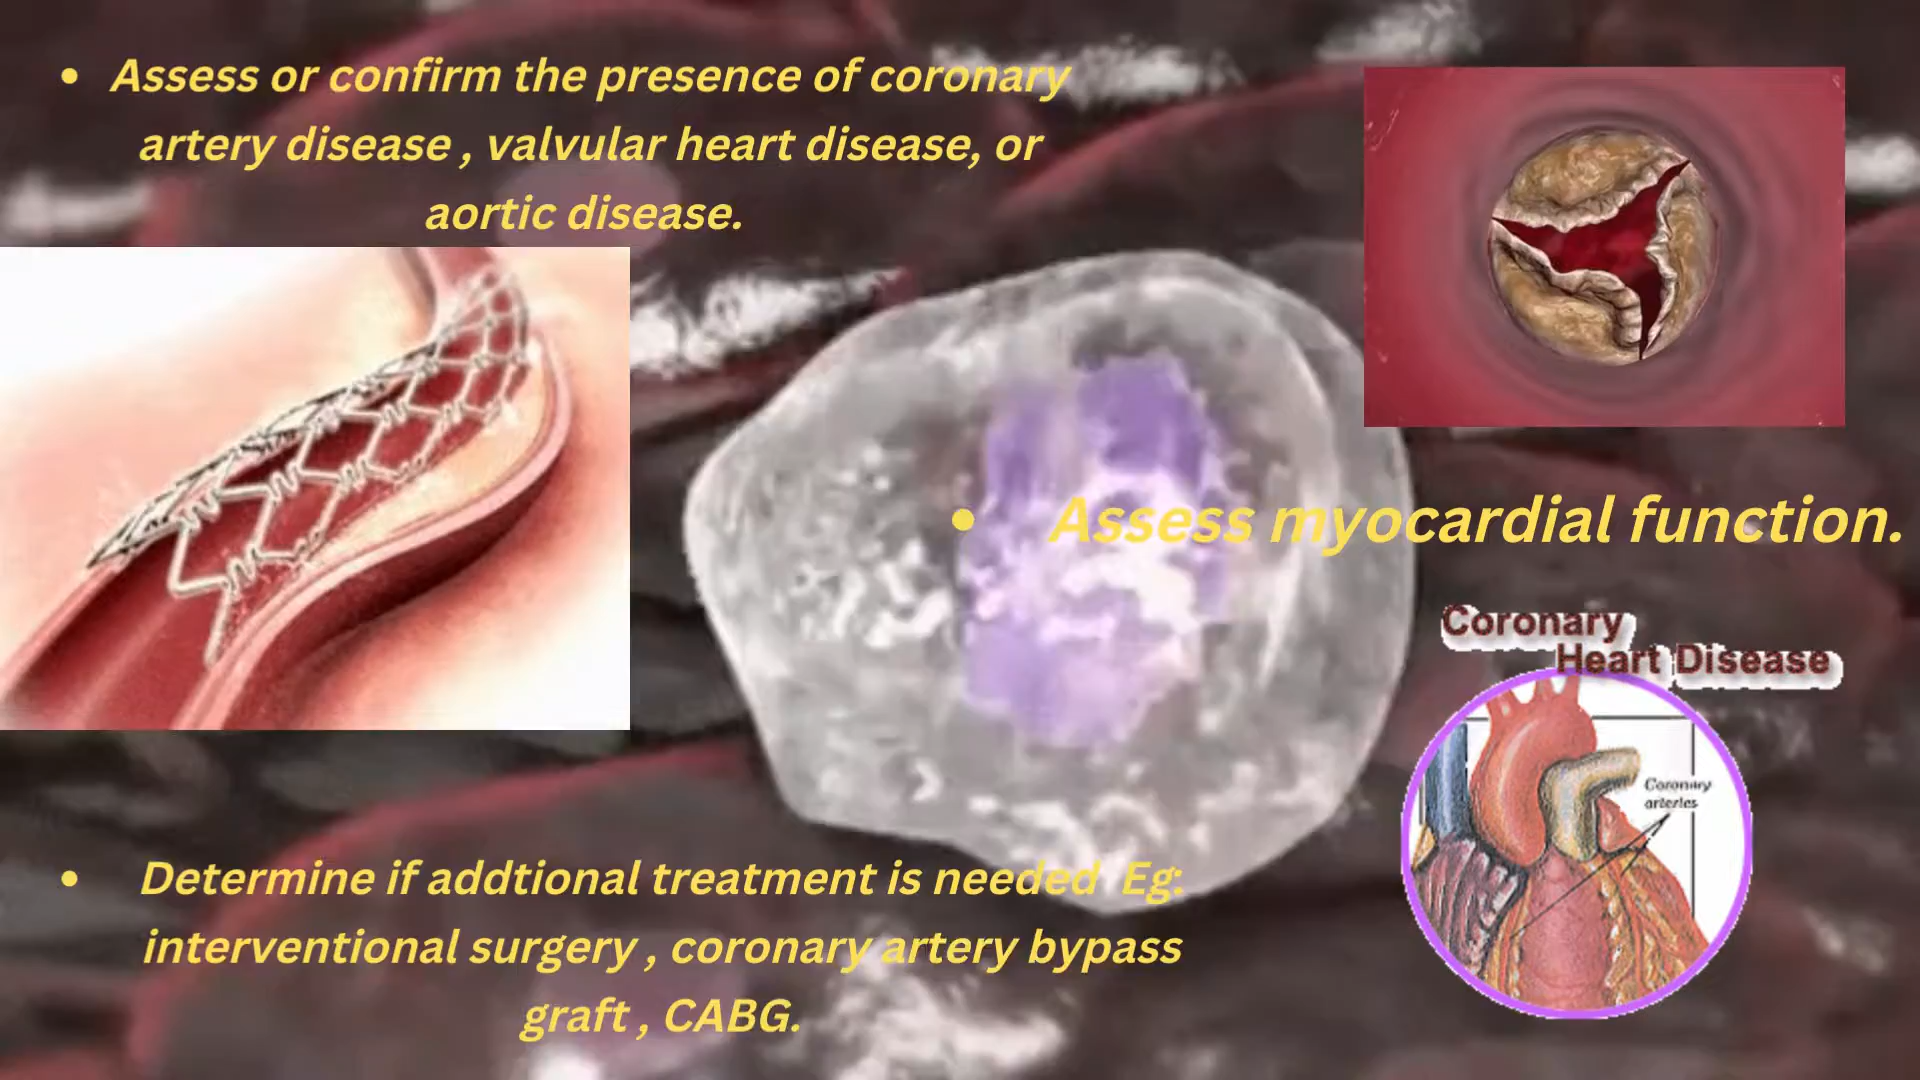 • Assess or confirm the presence of coronary
artery disease , valvular heart disease, or
aortic disease.
• Assess myocardial function.
Coronary
Heart Disease
Coronary
arteries
• Determine if addtional treatment is needed Eg:
interventional surgery , coronary artery bypass
graft , CABG.